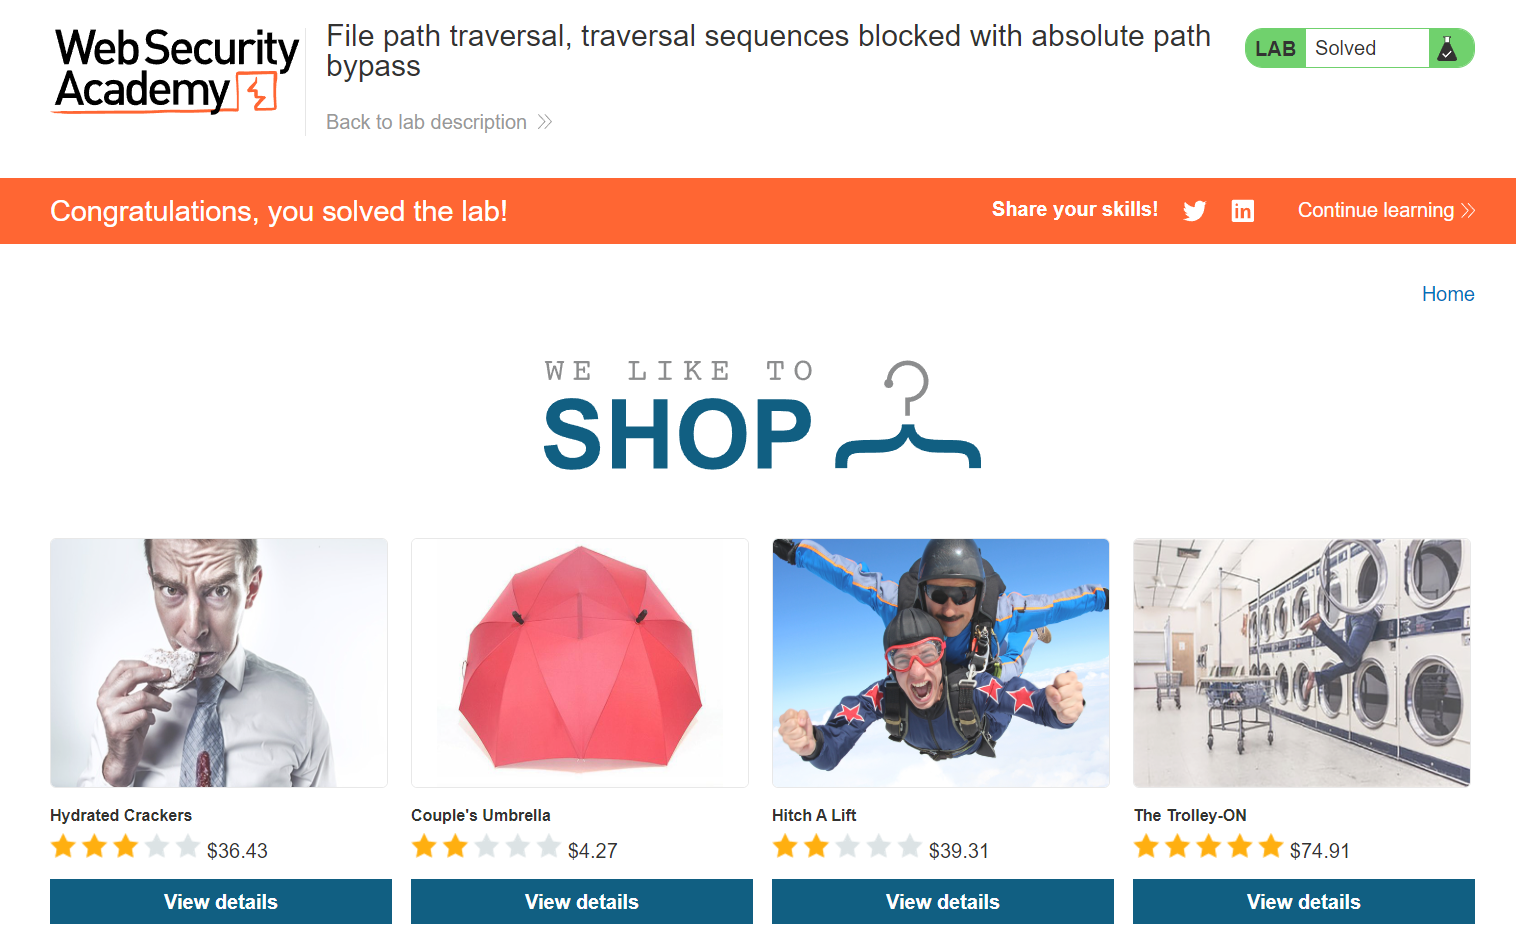 Web Security
Academy
File path traversal, traversal sequences blocked with absolute path
bypass
Back to lab description
LAB Solved
Congratulations, you solved the lab!
Share your skills!
Continue learning
Home
WE LIKE TO
SHOP
Hydrated Crackers
$36.43
View details
Couple's Umbrella
$4.27
View details
Hitch A Lift
$39.31
View details
The Trolley-ON
$74.91
View details